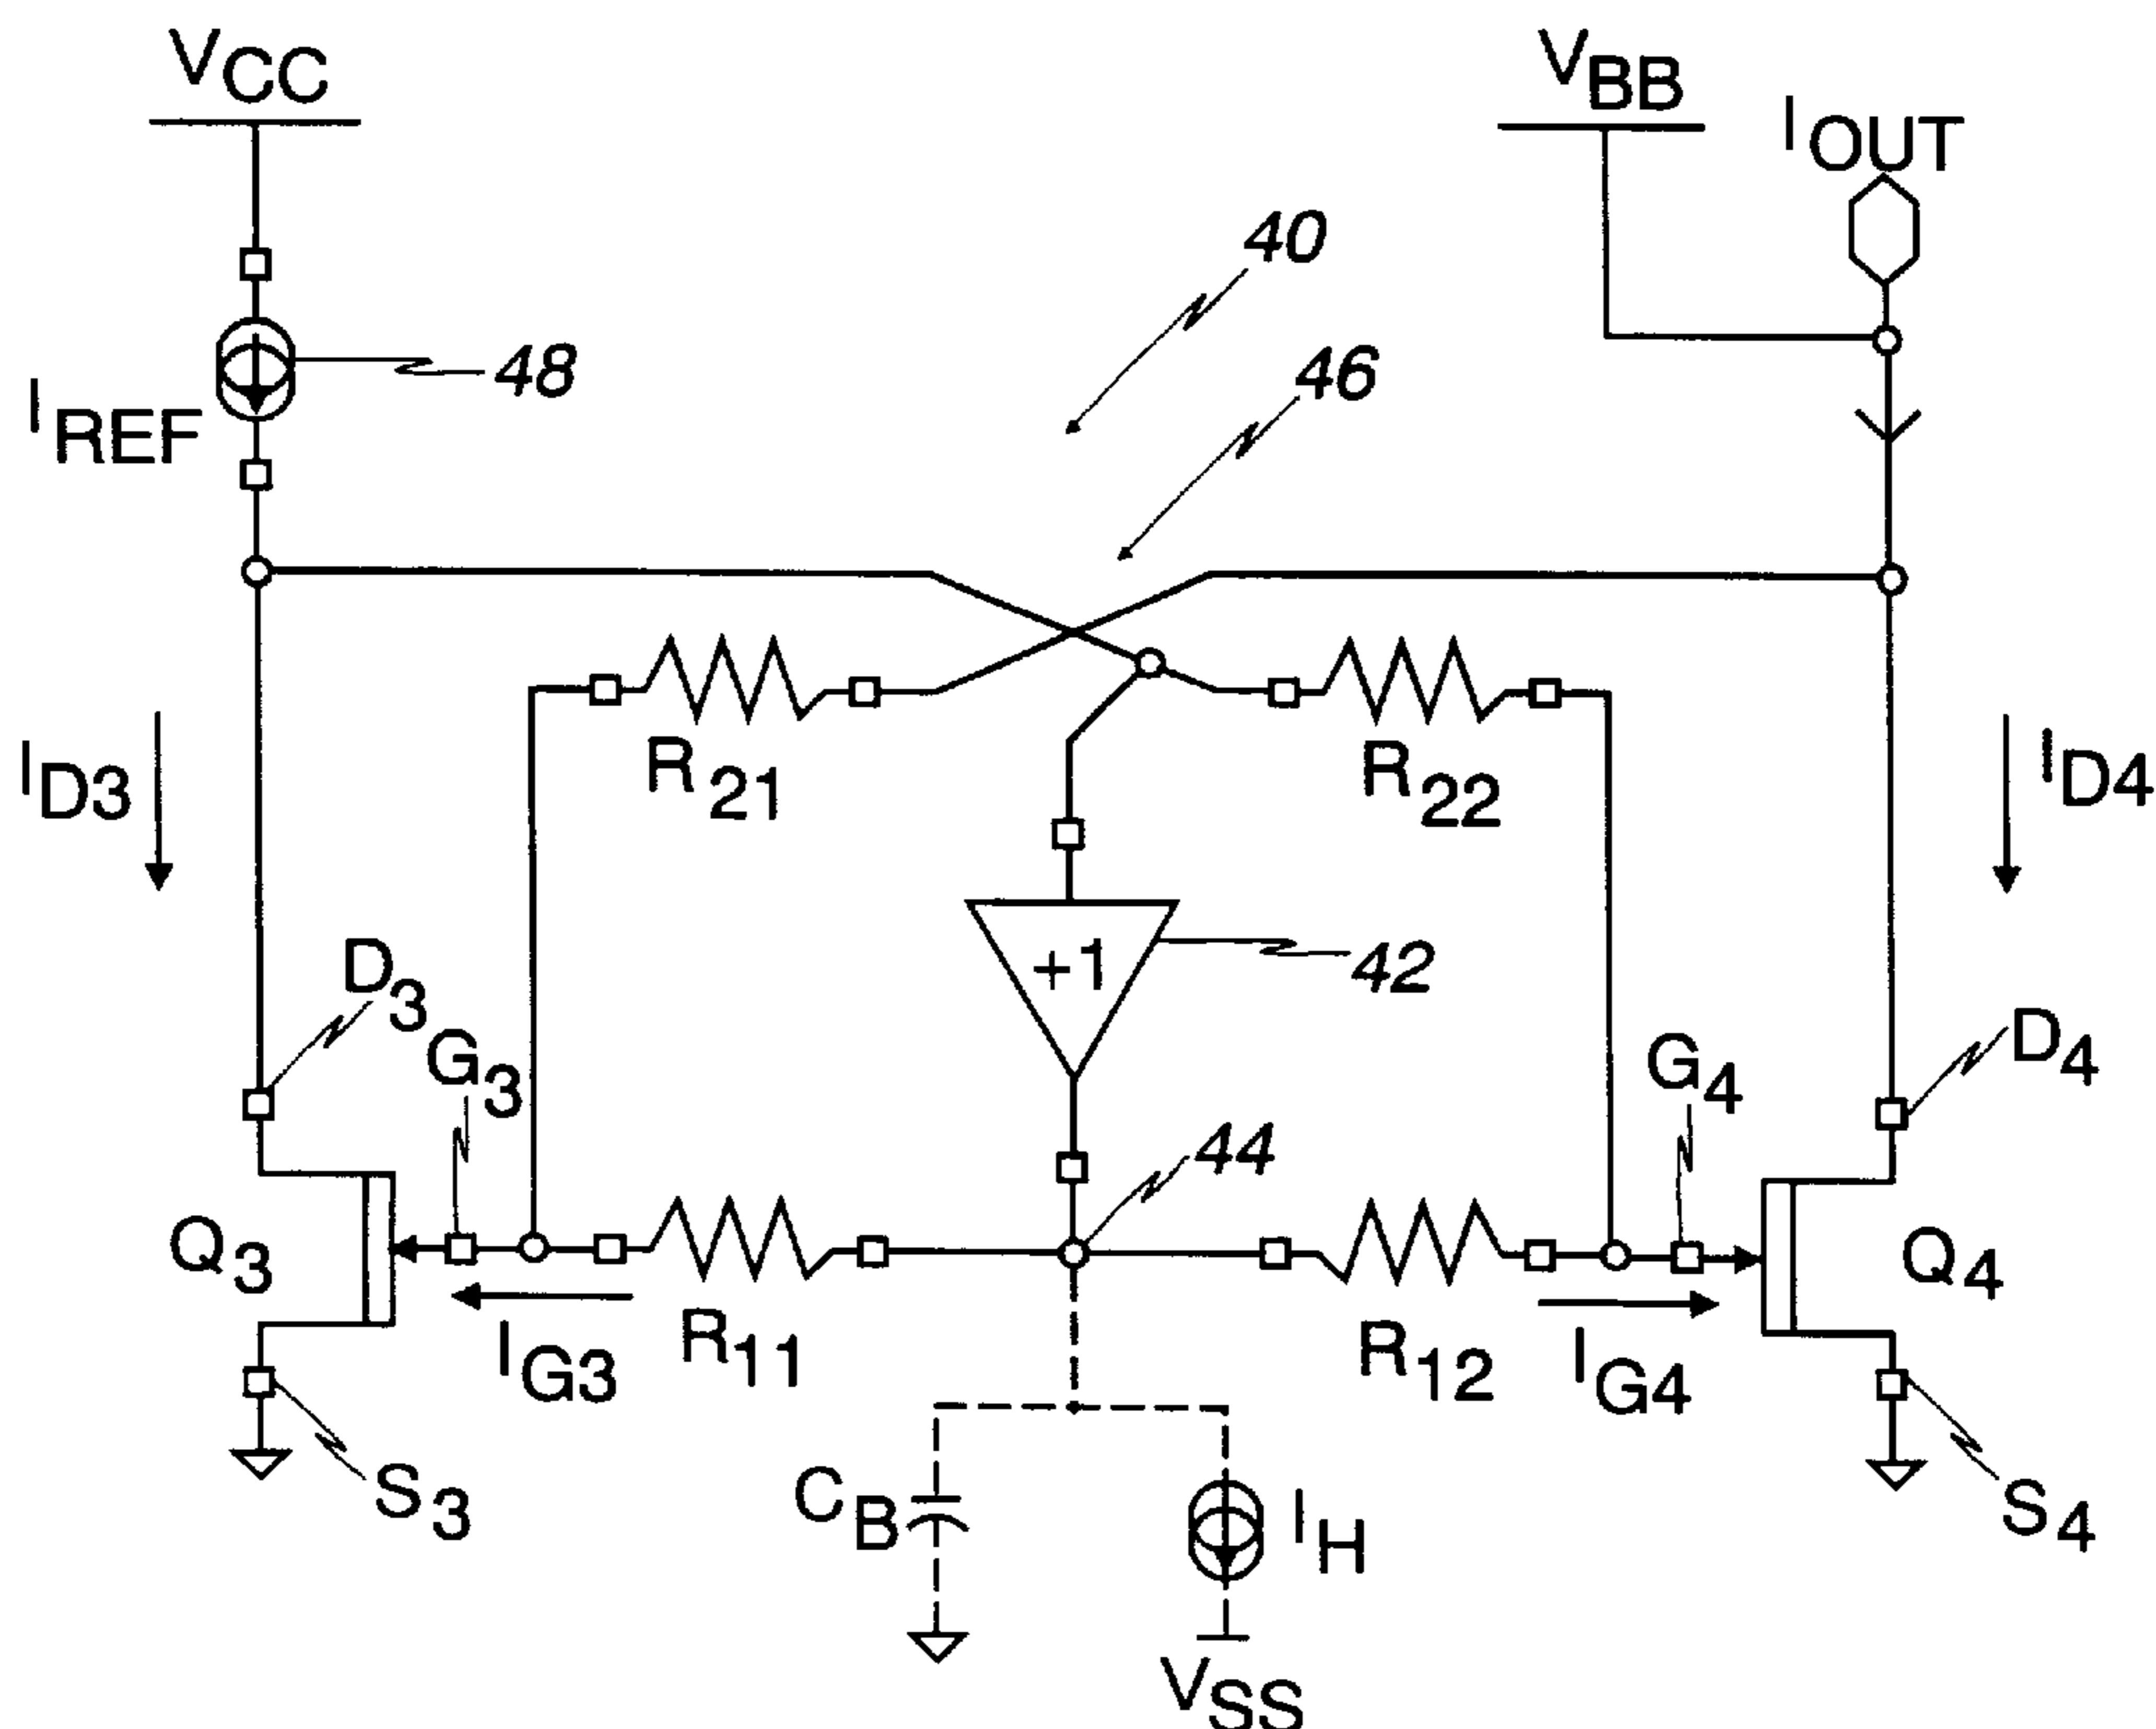 VCC
VBB
IOUT
40
46
48
IREF
R21
R22
ID3
ID4
+1
42
D3
G3
G4
D4
44
Q3
Q4
IG3
R11
R12
IG4
S3
CB
IH
S4
VSS